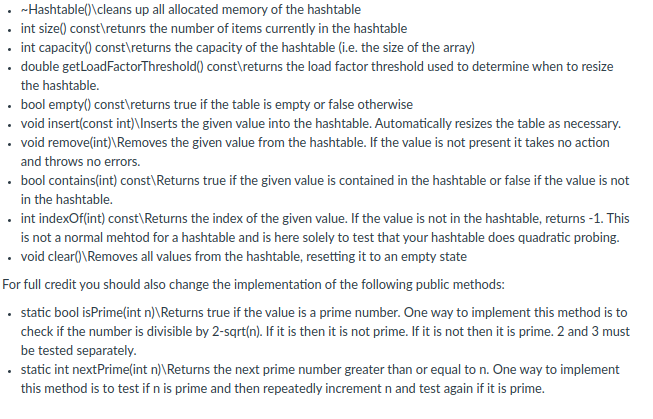 • ~Hashtable()\cleans up all allocated memory of the hashtable
• int size() const\retunrs the number of items currently in the hashtable
• int capacity() const\returns the capacity of the hashtable (i.e. the size of the array)
• double getLoadFactorThreshold() const\returns the load factor threshold used to determine when to resize
the hashtable.
• bool empty() const\returns true if the table is empty or false otherwise
• void insert(const int)\Inserts the given value into the hashtable. Automatically resizes the table as necessary.
• void remove(int)\Removes the given value from the hashtable. If the value is not present it takes no action
and throws no errors.
• bool contains(int) const\Returns true if the given value is contained in the hashtable or false if the value is not
in the hashtable.
• int indexOf(int) const\Returns the index of the given value. If the value is not in the hashtable, returns -1. This
is not a normal mehtod for a hashtable and is here solely to test that your hashtable does quadratic probing.
• void clear()\Removes all values from the hashtable, resetting it to an empty state
For full credit you should also change the implementation of the following public methods:
• static bool isPrime(int n)\Returns true if the value is a prime number. One way to implement this method is to
check if the number is divisible by 2-sqrt(n). If it is then it is not prime. If it is not then it is prime. 2 and 3 must
be tested separately.
• static int nextPrime(int n)\Returns the next prime number greater than or equal to n. One way to implement
this method is to test if n is prime and then repeatedly increment n and test again if it is prime.